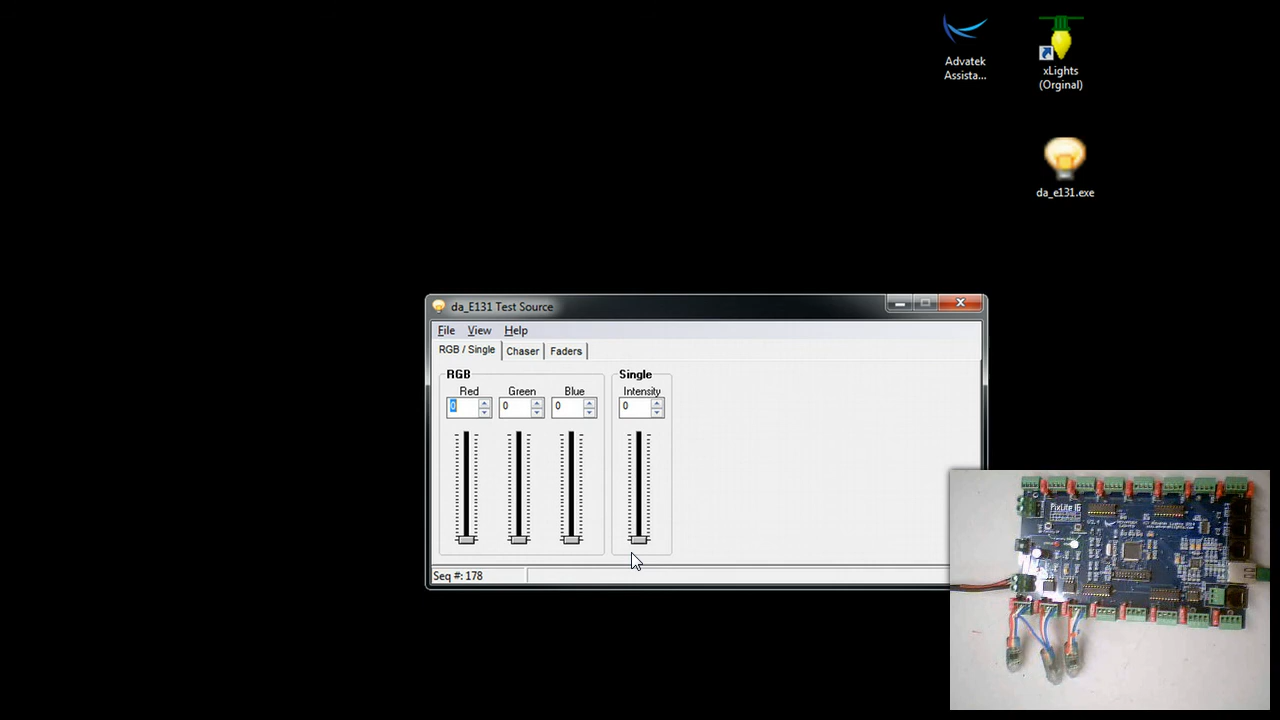 Advatek
Assista...
xLights
(Orginal)
da_e131.exe
da_E131 Test Source
File View Help
RGB / Single Chaser Faders
RGB Single
Red Green Blue Intensity
0 0 0 0
Seq #: 178
PixLite 16